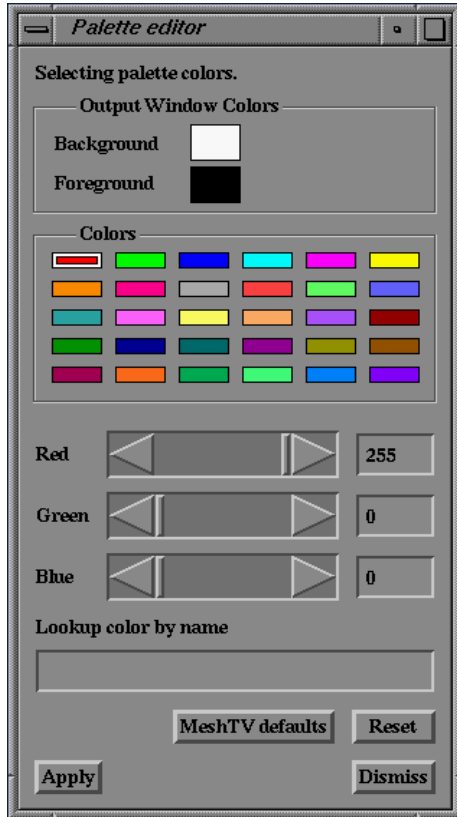 Palette editor
Selecting palette colors.
Output Window Colors
Background
Foreground
Colors
Red 255
Green 0
Blue 0
Lookup color by name
MeshTV defaults Reset
Apply Dismiss